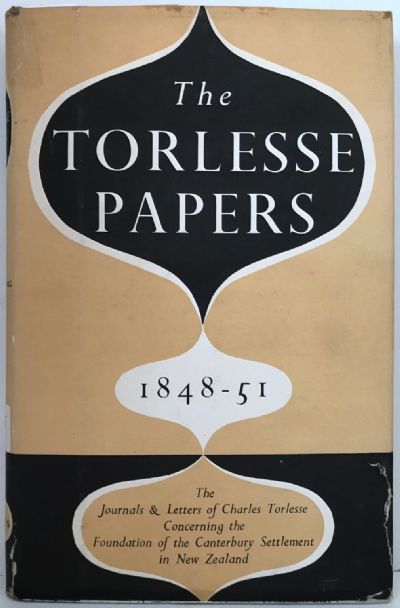 The
TORLESSE
PAPERS
1848-51
The
Journals & Letters of Charles Torlesse
Concerning the
Foundation of the Canterbury Settlement
in New Zealand